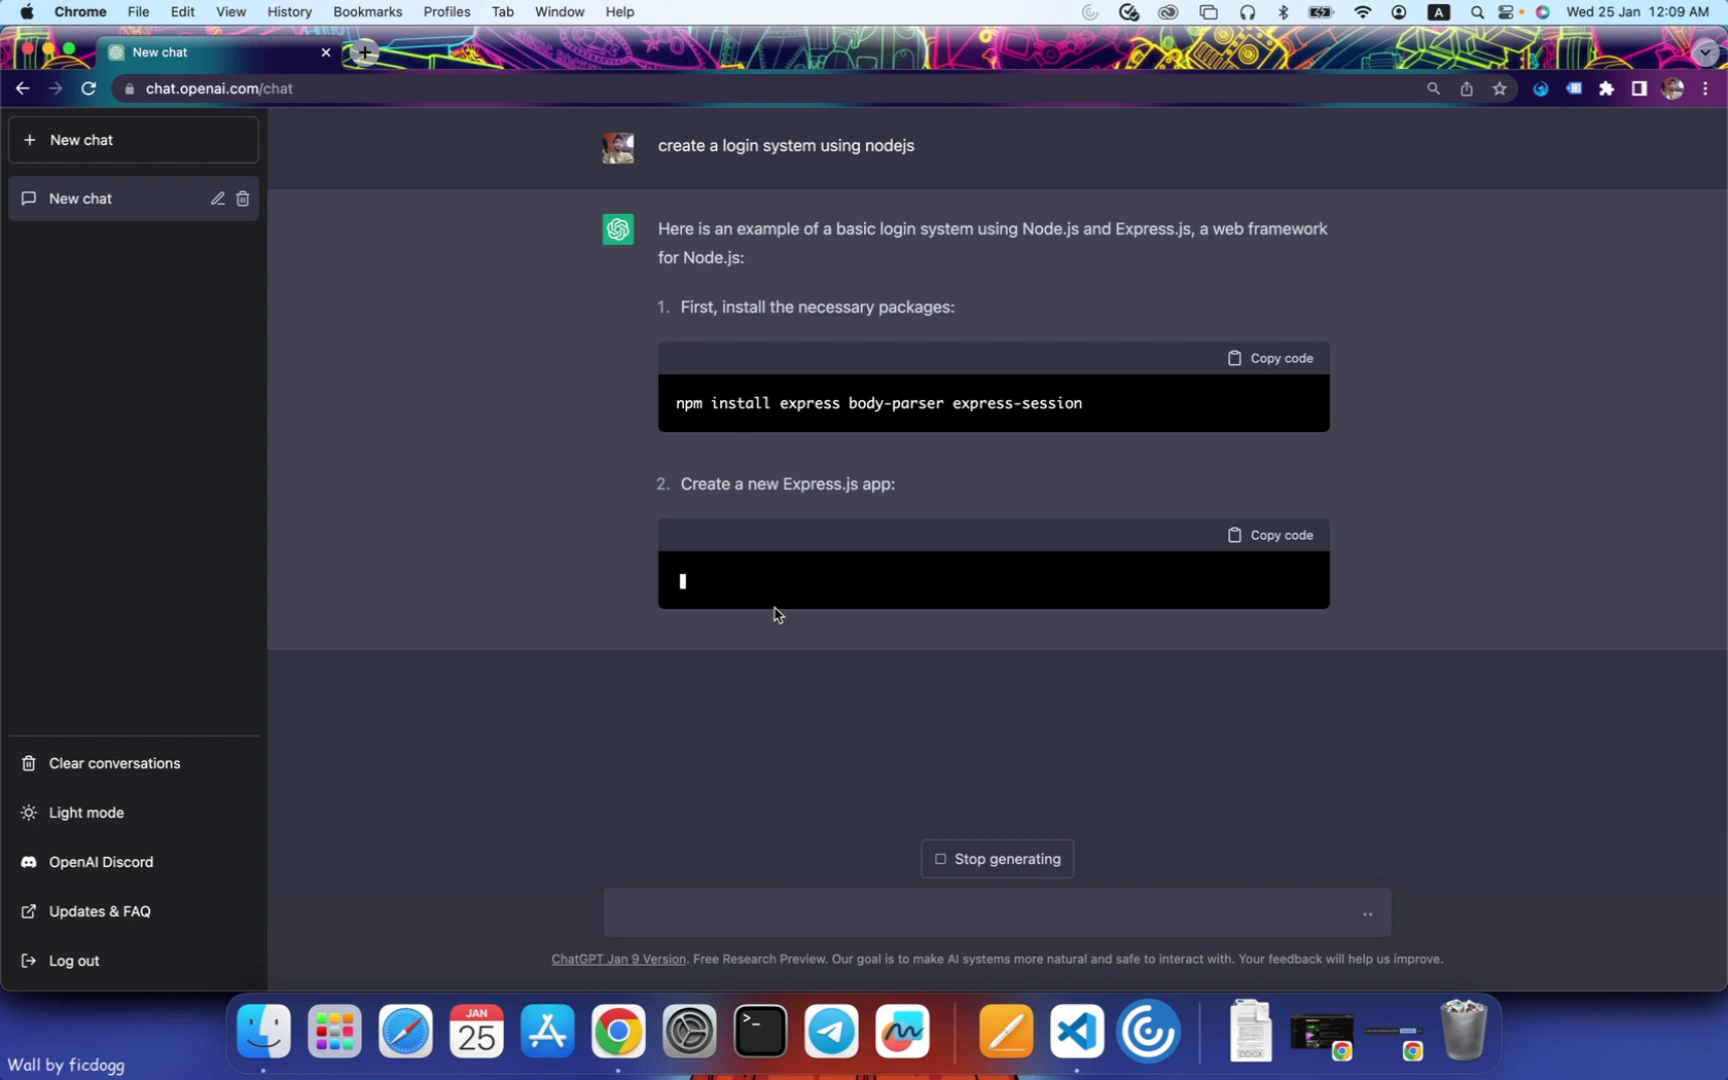 Chrome File Edit View History Bookmarks Profiles Tab Window Help A Wed 25 Jan 12:09 AM
New chat
chat.openai.com/chat
New chat
create a login system using nodejs
New chat
Here is an example of a basic login system using Node.js and Express.js, a web framework
for Node.js:
1. First, install the necessary packages:
Copy code
npm install express body-parser express-session
2. Create a new Express.js app:
Copy code
Clear conversations
Light mode
OpenAI Discord
Updates & FAQ
Log out
Stop generating
ChatGPT Jan 9 Version. Free Research Preview. Our goal is to make AI systems more natural and safe to interact with. Your feedback will help us improve.
JAN
25
>_
DOCX
Wall by ficdogg